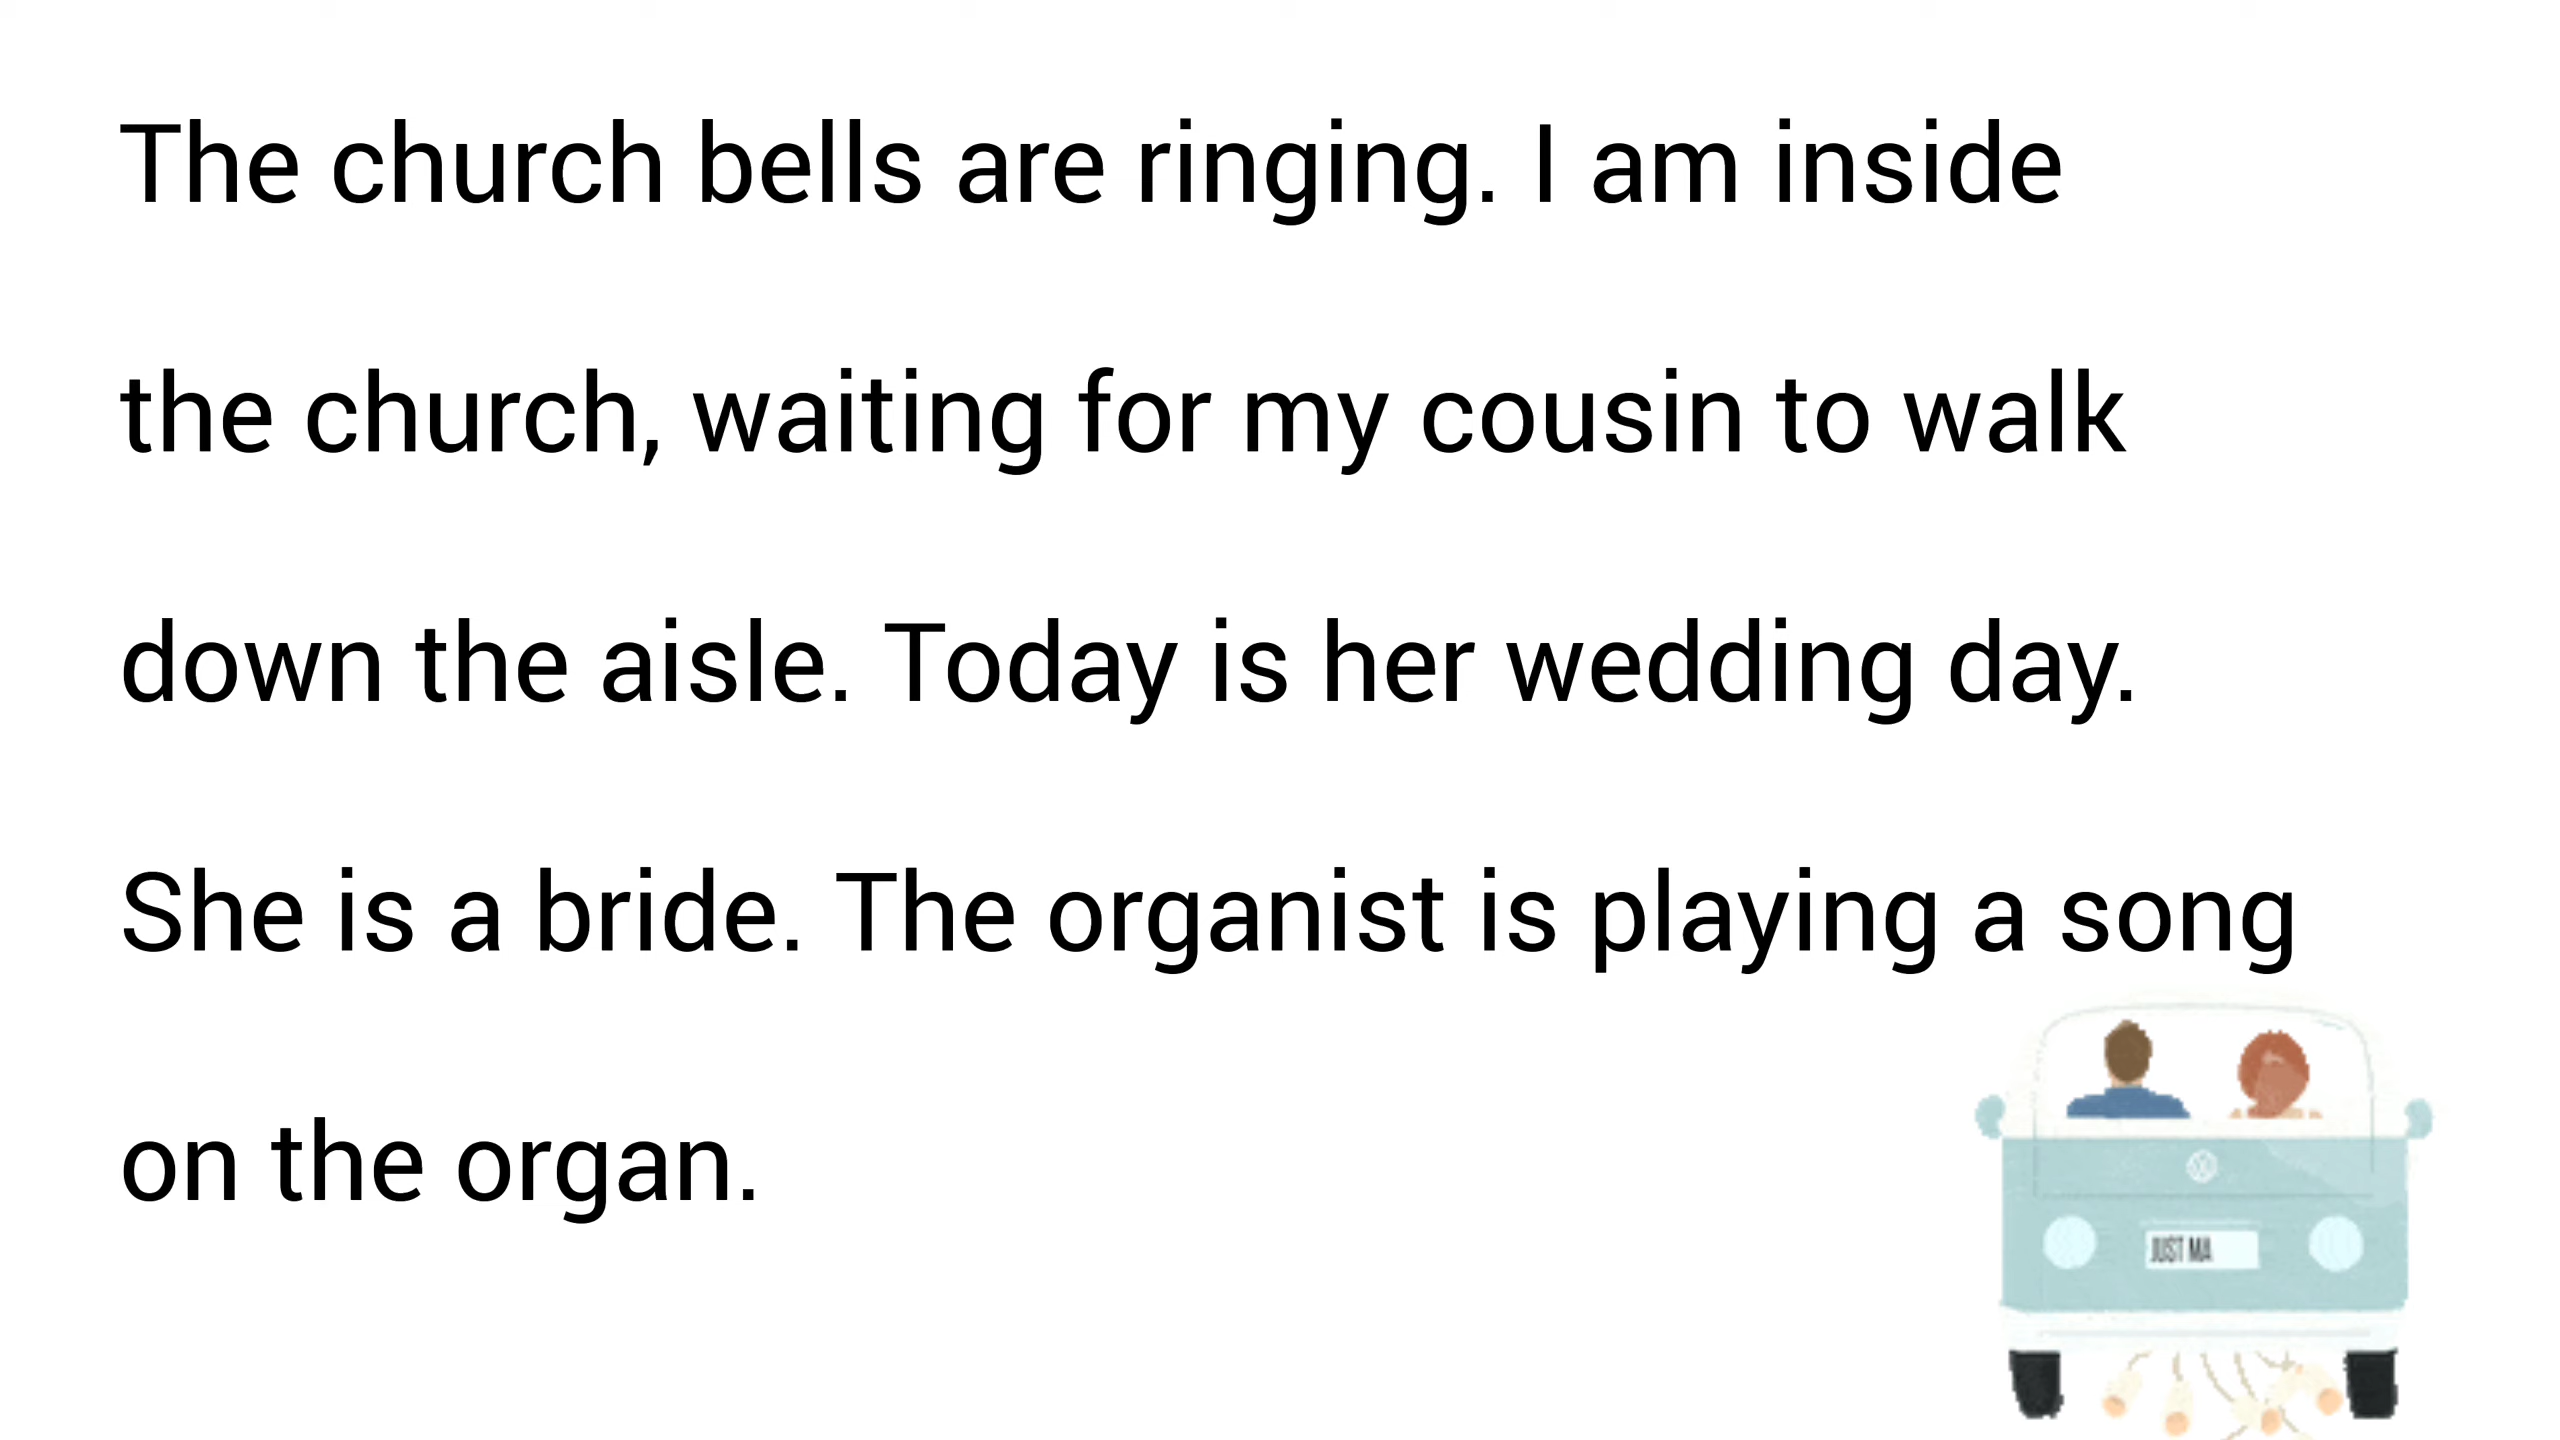 The church bells are ringing. I am inside
the church, waiting for my cousin to walk
down the aisle. Today is her wedding day.
She is a bride. The organist is playing a song
on the organ.
JUST MA